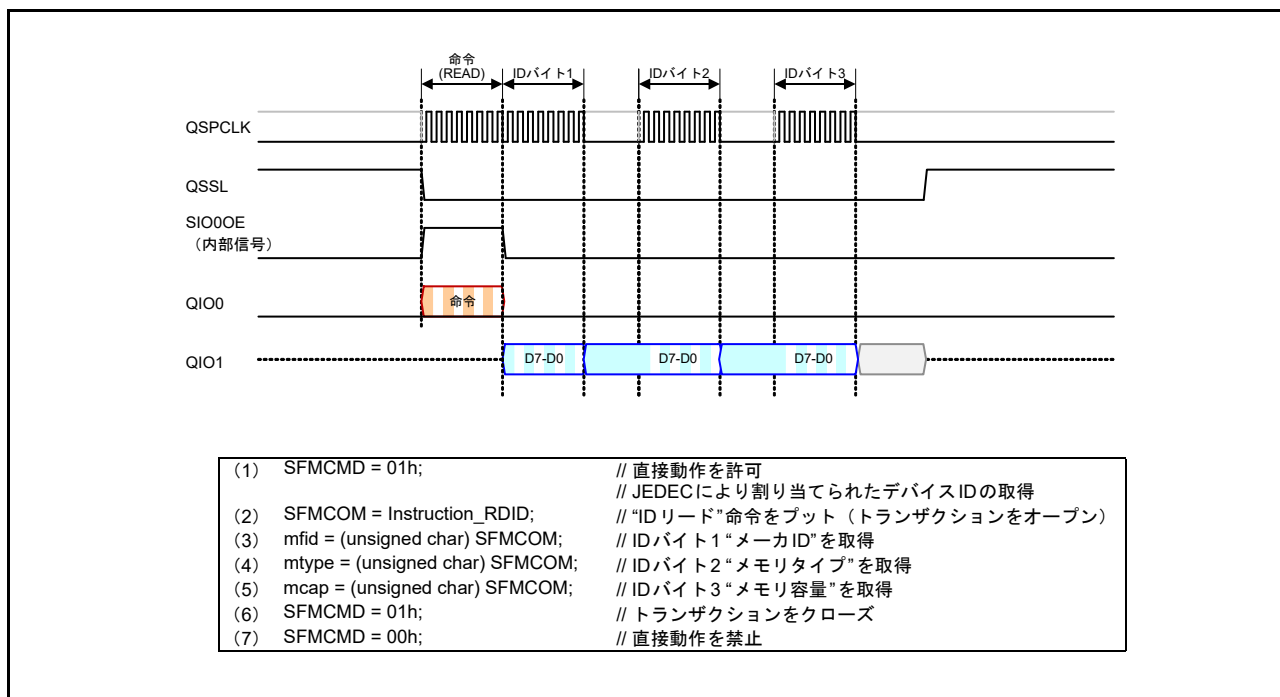 命令
(READ)
IDバイト1
IDバイト2
IDバイト3
QSPCLK
QSSL
SIO0OE
（内部信号）
QIO0
命令
QIO1
D7-D0
D7-D0
D7-D0
（1） SFMCMD = 01h; // 直接動作を許可
// JEDECにより割り当てられたデバイスIDの取得
（2） SFMCOM = Instruction_RDID; // “IDリード”命令をプット（トランザクションをオープン）
（3） mfid = (unsigned char) SFMCOM; // IDバイト1 “メーカID”を取得
（4） mtype = (unsigned char) SFMCOM; // IDバイト2 “メモリタイプ”を取得
（5） mcap = (unsigned char) SFMCOM; // IDバイト3 “メモリ容量”を取得
（6） SFMCMD = 01h; // トランザクションをクローズ
（7） SFMCMD = 00h; // 直接動作を禁止